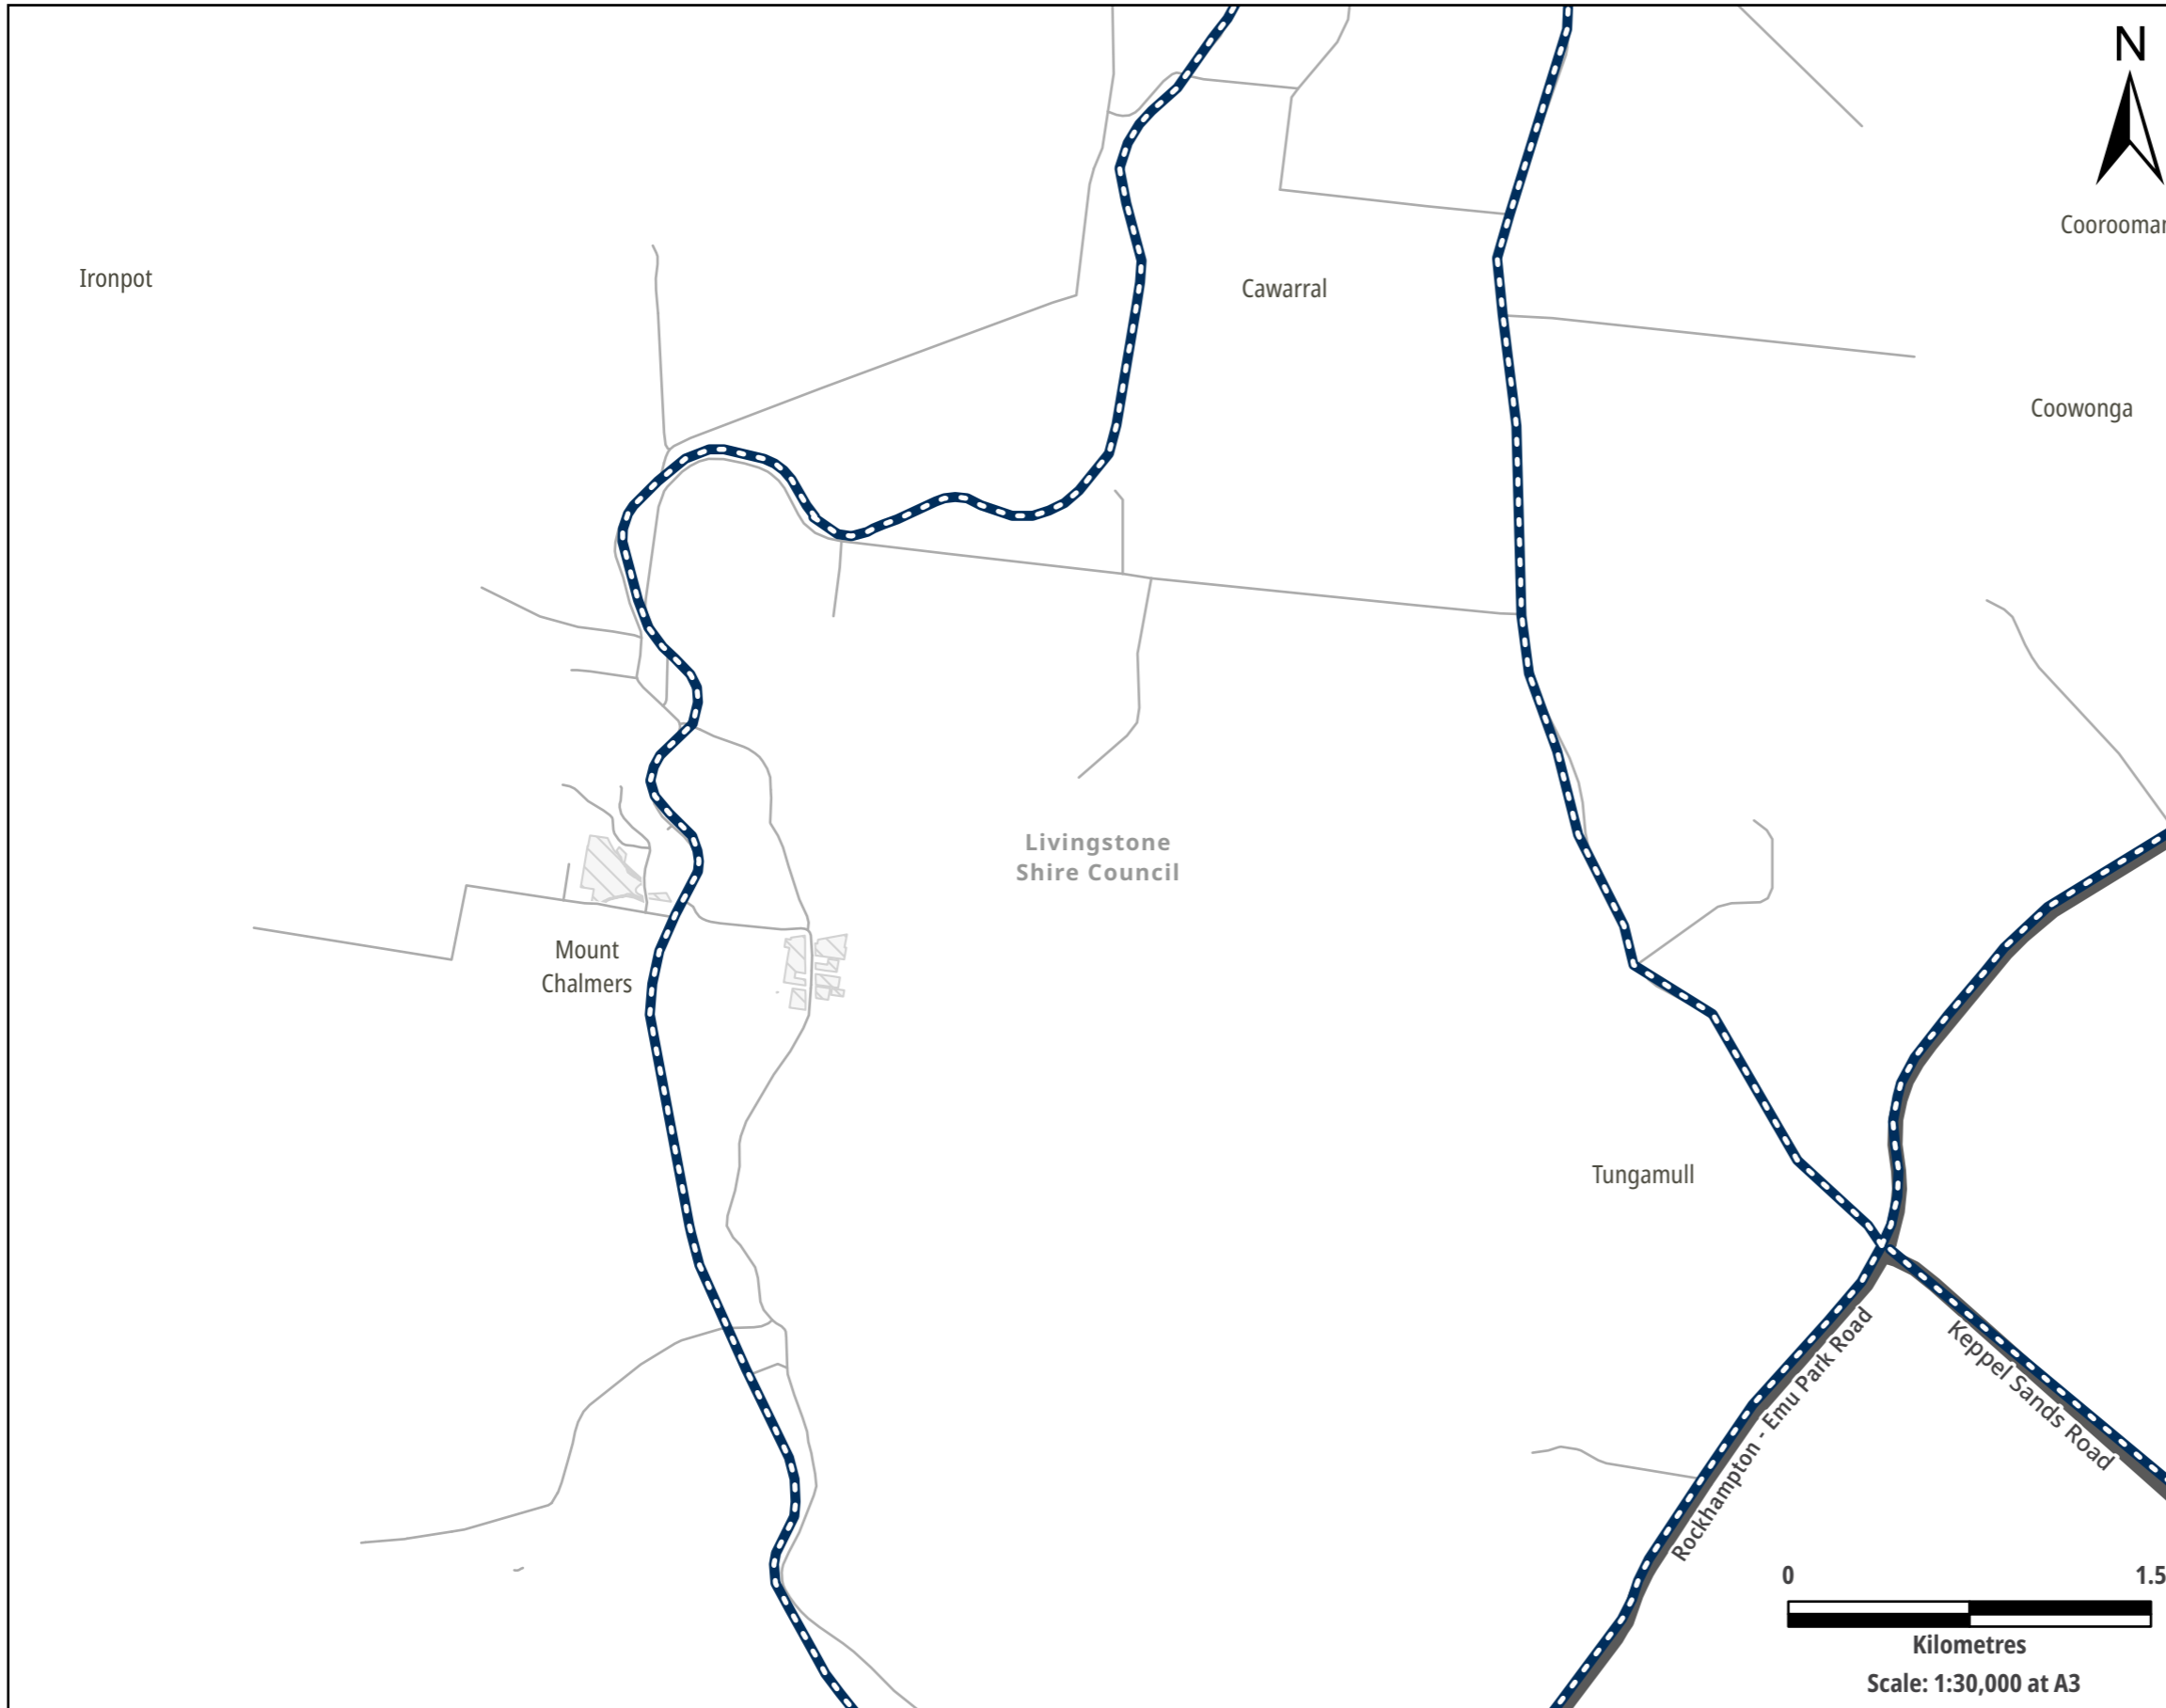 N
Cooroomar
Ironpot
Cawarral
Coowonga
Livingstone
Shire Council
Mount
Chalmers
Tungamull
Rockhampton - Emu Park Road
Keppel Sands Road
0 1.5
Kilometres
Scale: 1:30,000 at A3